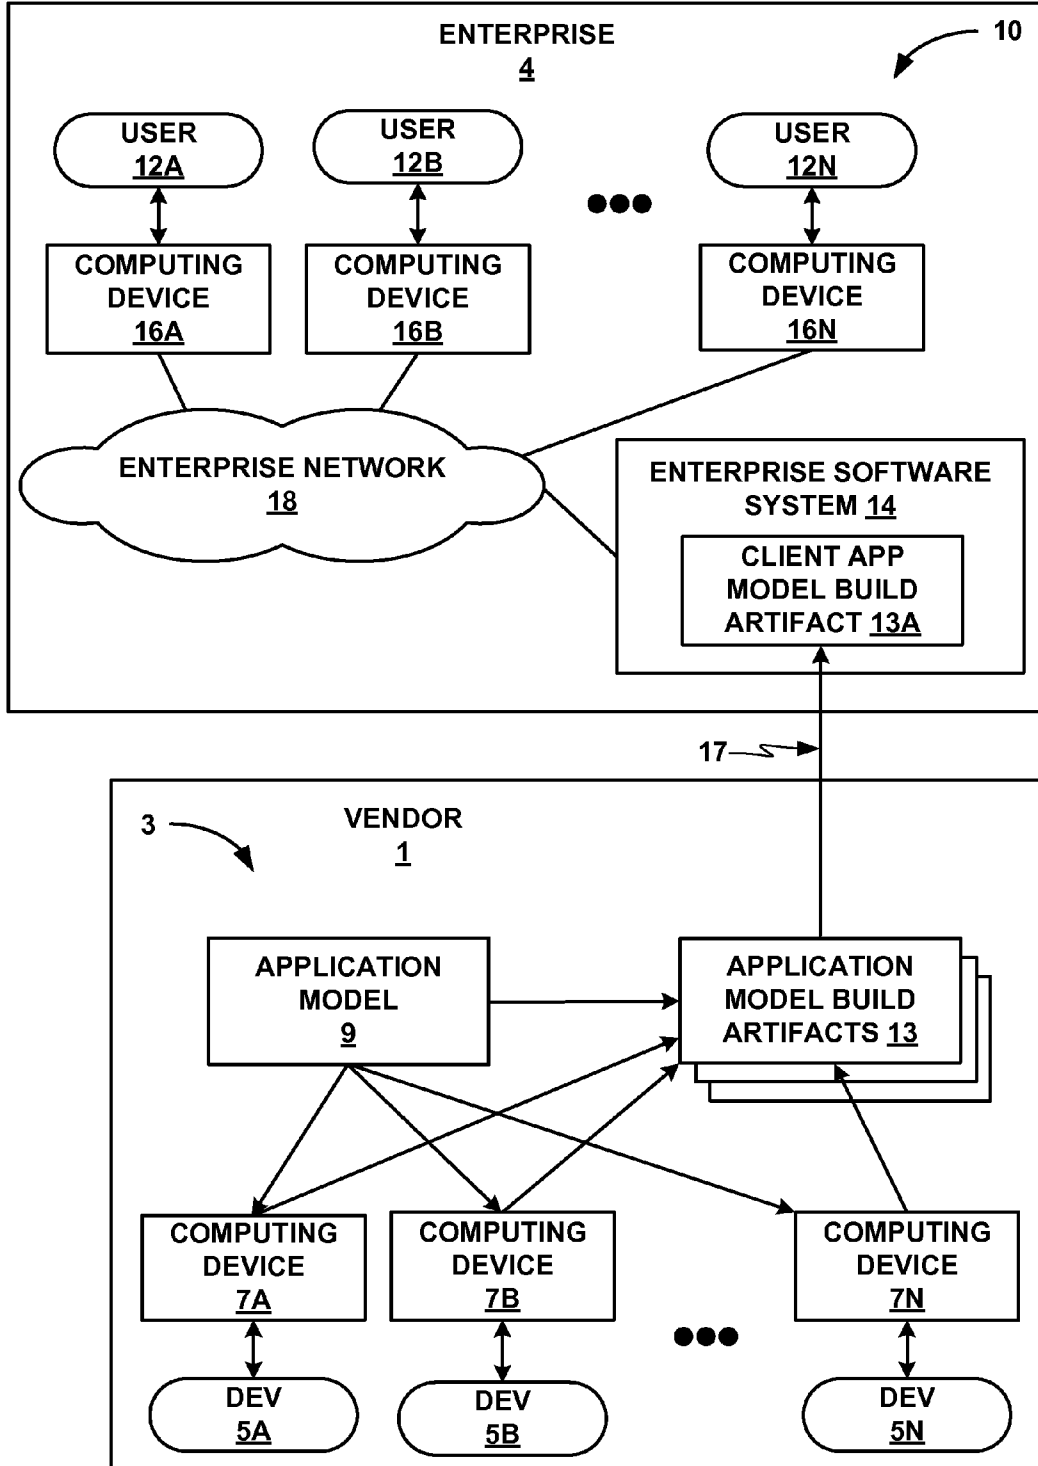 ENTERPRISE
4
10
USER
12A
USER
12B
USER
12N
COMPUTING
DEVICE
16A
COMPUTING
DEVICE
16B
COMPUTING
DEVICE
16N
ENTERPRISE NETWORK
18
ENTERPRISE SOFTWARE
SYSTEM 14
CLIENT APP
MODEL BUILD
ARTIFACT 13A
17
3
VENDOR
1
APPLICATION
MODEL
9
APPLICATION
MODEL BUILD
ARTIFACTS 13
COMPUTING
DEVICE
7A
COMPUTING
DEVICE
7B
COMPUTING
DEVICE
7N
DEV
5A
DEV
5B
DEV
5N